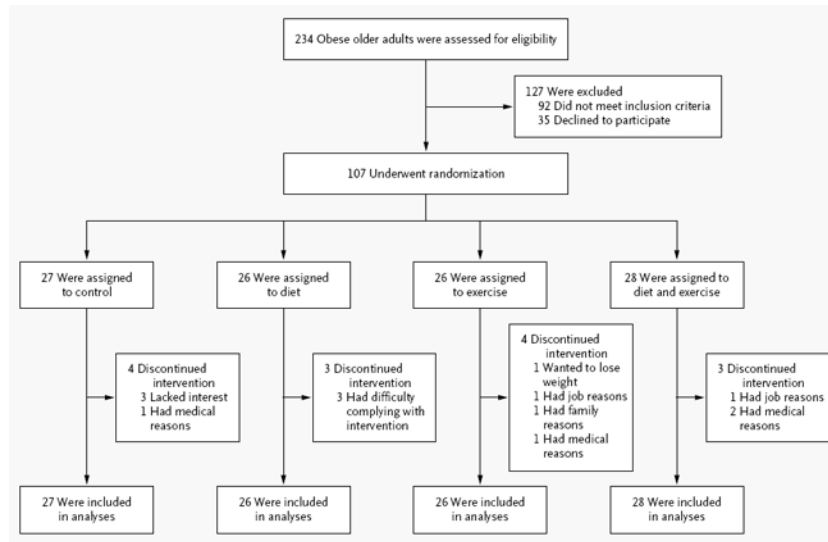 234 Obese older adults were assessed for eligibility
127 Were excluded
92 Did not meet inclusion criteria
35 Declined to participate
107 Underwent randomization
27 Were assigned
to control
26 Were assigned
to diet
26 Were assigned
to exercise
28 Were assigned to
diet and exercise
4 Discontinued
intervention
3 Lacked interest
1 Had medical
reasons
3 Discontinued
intervention
3 Had difficulty
complying with
intervention
4 Discontinued
intervention
1 Wanted to lose
weight
1 Had job reasons
1 Had family
reasons
1 Had medical
reasons
3 Discontinued
intervention
1 Had job reasons
2 Had medical
reasons
27 Were included
in analyses
26 Were included
in analyses
26 Were included
in analyses
28 Were included
in analyses